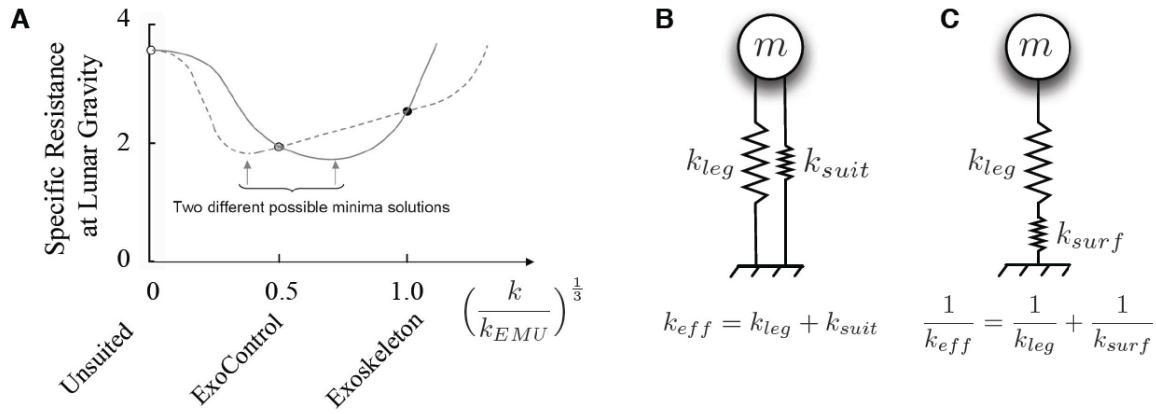 A
Specific Resistance
at Lunar Gravity
4
2
0
Two different possible minima solutions
0
0.5
1.0
(k / k_EMU)^{1/3}
Unsuited
ExoControl
Exoskeleton
B
m
k_leg
k_suit
k_eff = k_leg + k_suit
C
m
k_leg
k_surf
1/k_eff = 1/k_leg + 1/k_surf